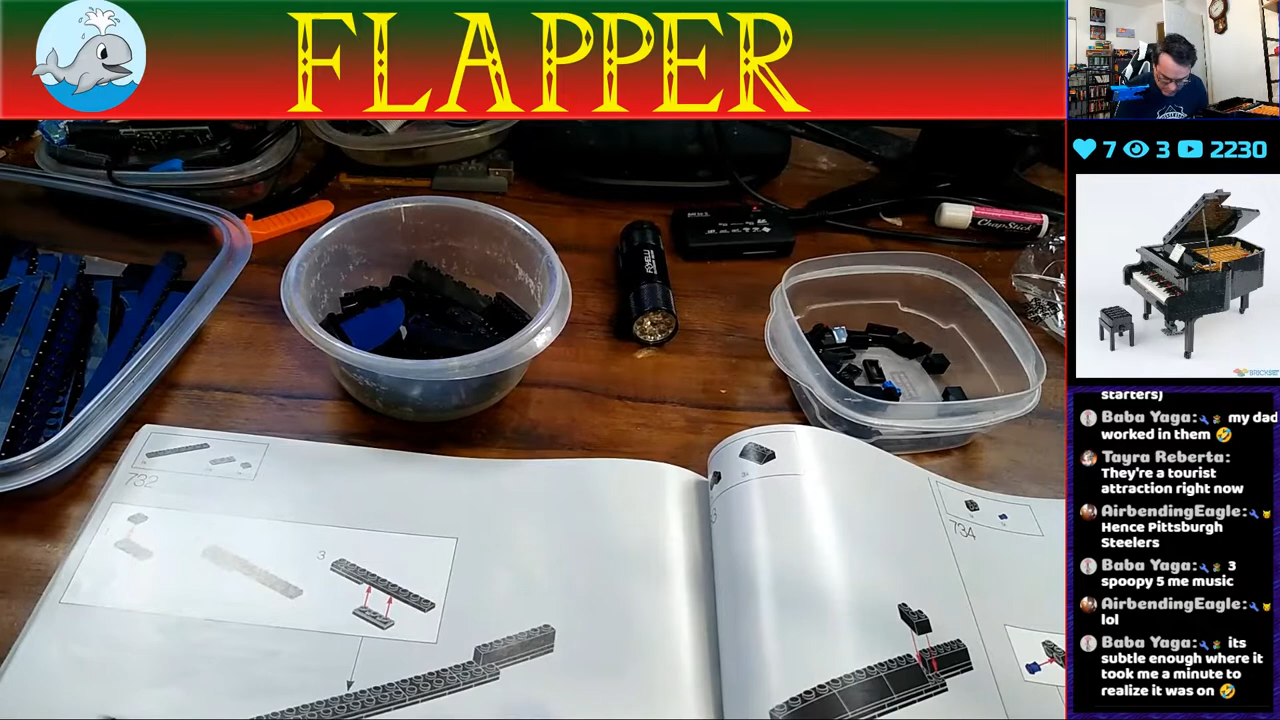 FLAPPER
7 3 2230
starters)
Baba Yaga: my dad
worked in them 🤣
Tayra Reberta:
They're a tourist
attraction right now
AirbendingEagle:
Hence Pittsburgh
Steelers
Baba Yaga: 3
spoopy 5 me music
AirbendingEagle:
lol
Baba Yaga: its
subtle enough where it
took me a minute to
realize it was on 🤣
ChapStick
732
3
734